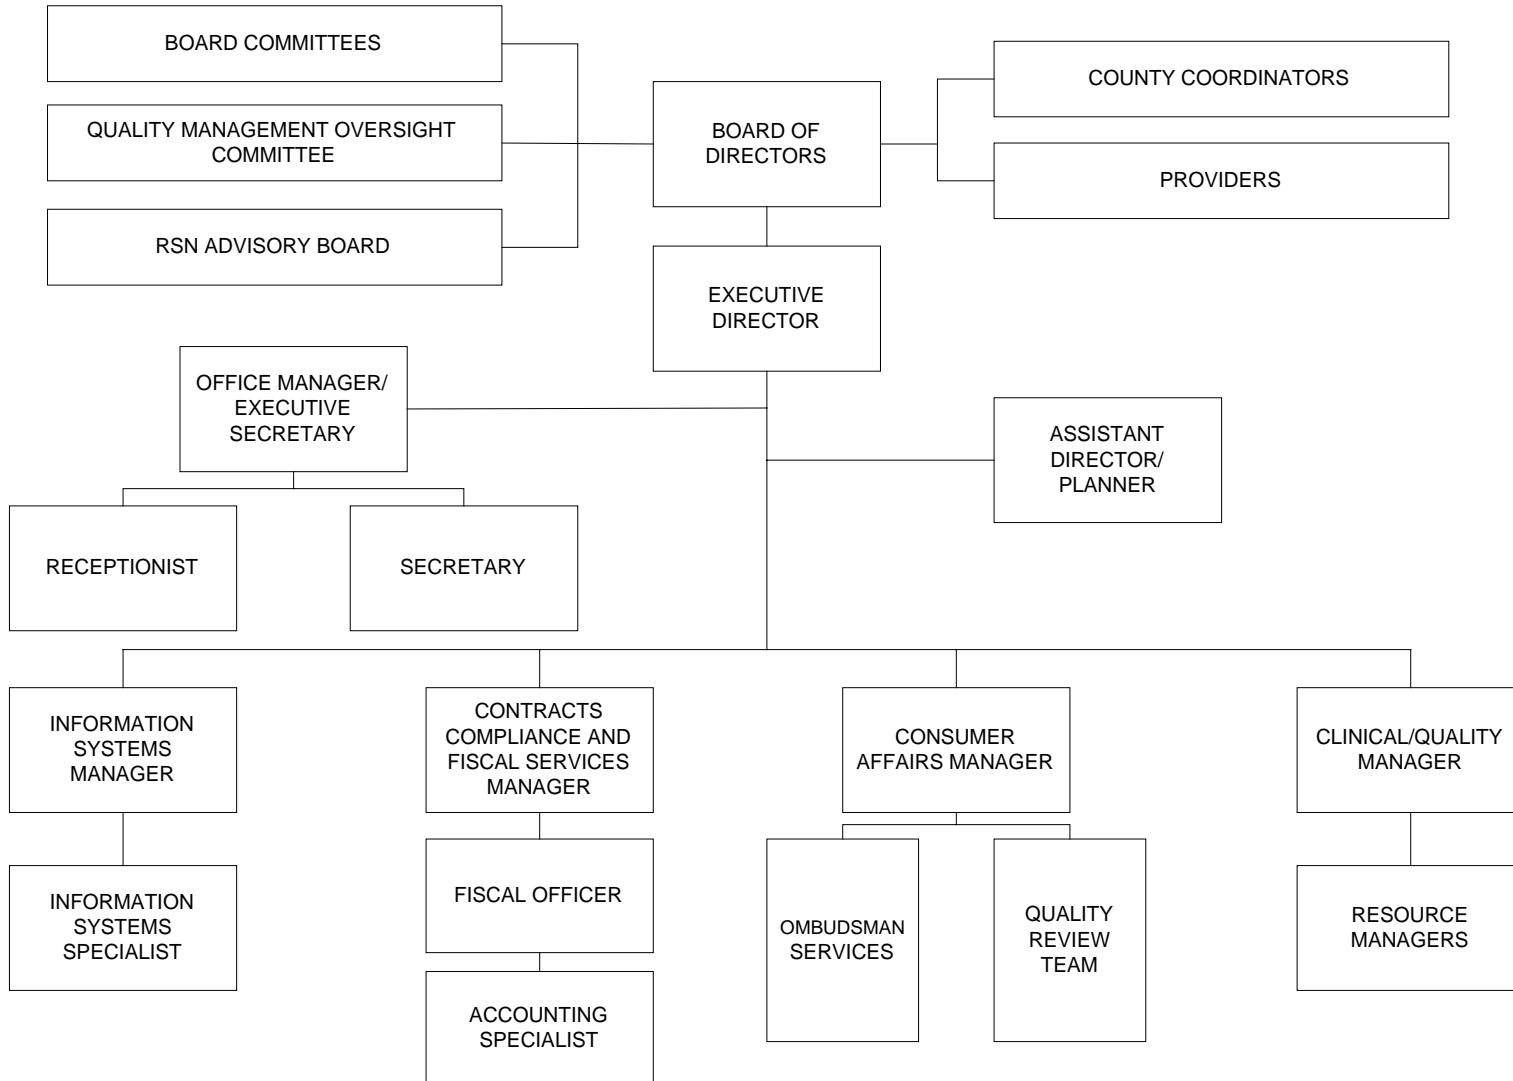 BOARD COMMITTEES
QUALITY MANAGEMENT OVERSIGHT
COMMITTEE
RSN ADVISORY BOARD
BOARD OF
DIRECTORS
COUNTY COORDINATORS
PROVIDERS
EXECUTIVE
DIRECTOR
OFFICE MANAGER/
EXECUTIVE
SECRETARY
ASSISTANT
DIRECTOR/
PLANNER
RECEPTIONIST
SECRETARY
INFORMATION
SYSTEMS
MANAGER
CONTRACTS
COMPLIANCE AND
FISCAL SERVICES
MANAGER
CONSUMER
AFFAIRS MANAGER
CLINICAL/QUALITY
MANAGER
INFORMATION
SYSTEMS
SPECIALIST
FISCAL OFFICER
OMBUDSMAN
SERVICES
QUALITY
REVIEW
TEAM
RESOURCE
MANAGERS
ACCOUNTING
SPECIALIST